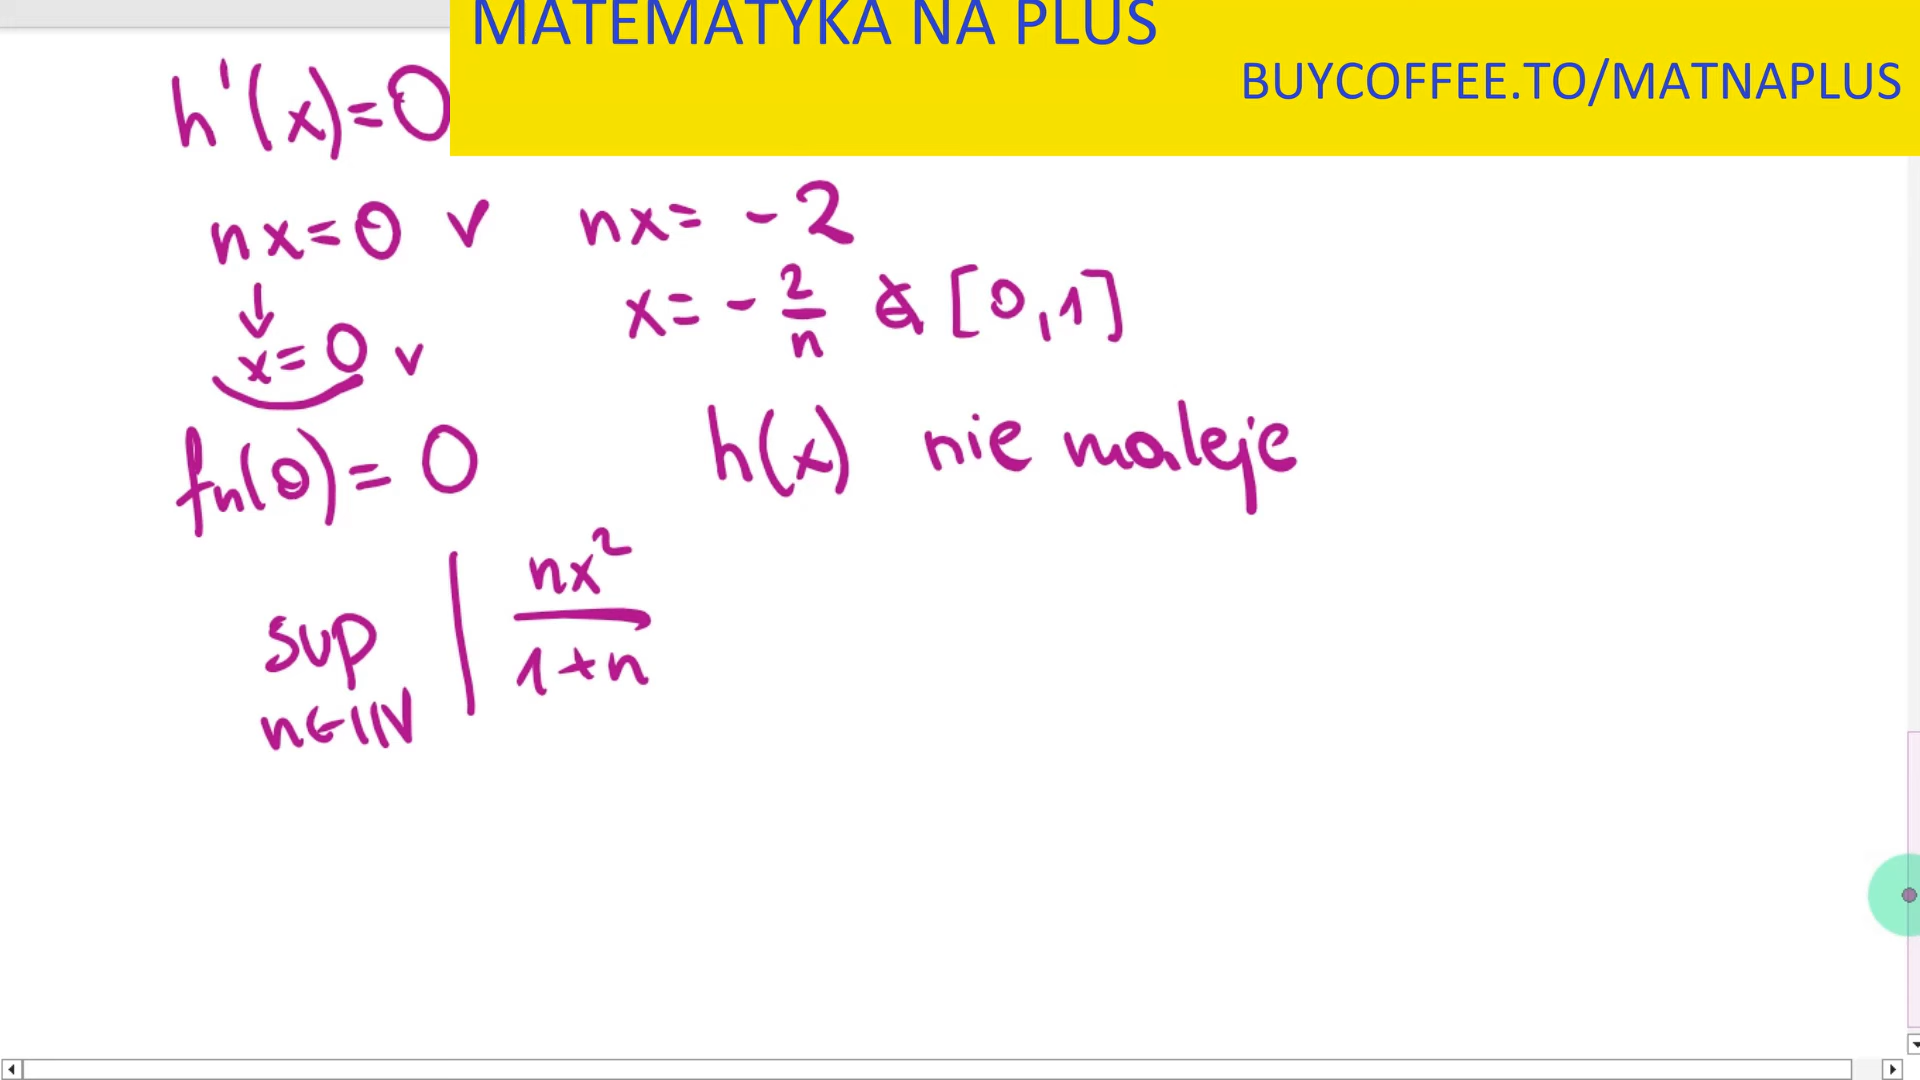 MATEMATYKA NA PLUS
BUYCOFFEE.TO/MATNAPLUS
h'(x)=0
nx=0 ∨ nx= -2
↓
x=0 ∨ x= - 2/n ∉ [0,1]
fn(0)= 0 h(x) nie maleje
sup | nx²/1+n
n∈ℕ